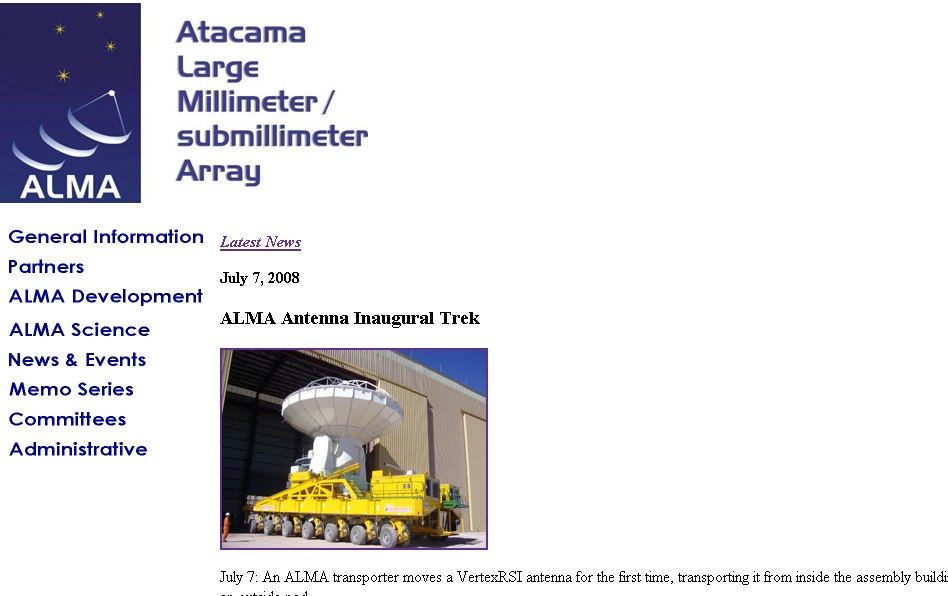 ALMA
Atacama
Large
Millimeter /
submillimeter
Array
General Information
Partners
ALMA Development
ALMA Science
News & Events
Memo Series
Committees
Administrative
Latest News
July 7, 2008
ALMA Antenna Inaugural Trek
July 7: An ALMA transporter moves a VertexRSI antenna for the first time, transporting it from inside the assembly buildi